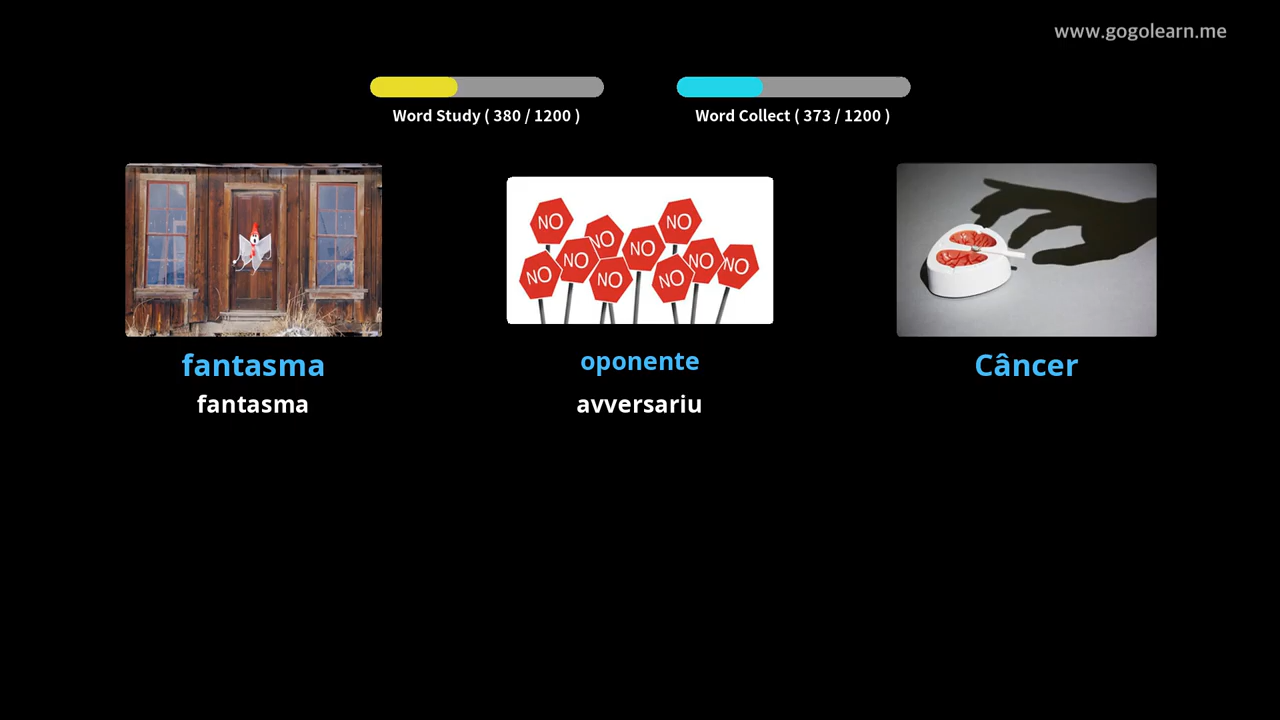 www.gogolearn.me
Word Study ( 380 / 1200 )
Word Collect ( 373 / 1200 )
NO NO NO NO NO NO NO NO NO NO
fantasma
fantasma
oponente
avversariu
Câncer